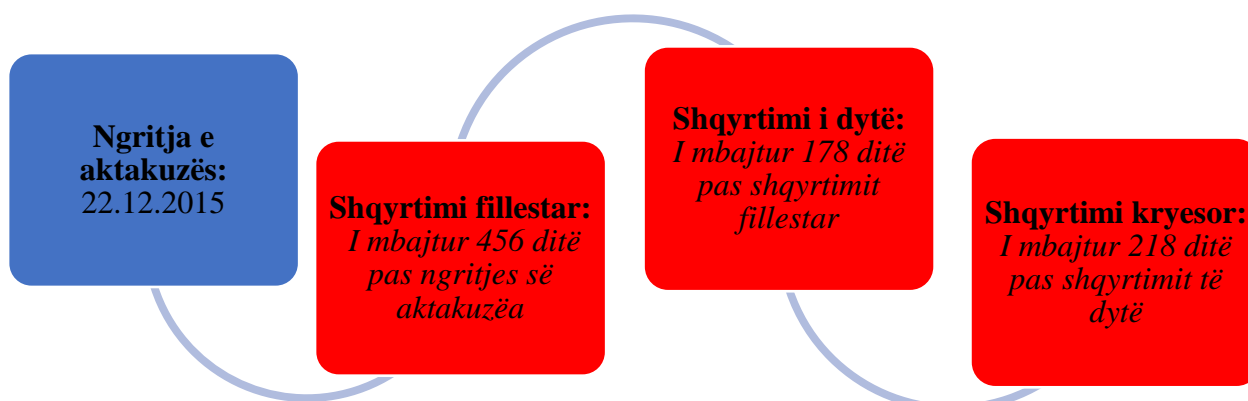 Ngritja e
aktakuzës:
22.12.2015
Shqyrtimi fillestar:
I mbajtur 456 ditë
pas ngritjes së
aktakuzëa
Shqyrtimi i dytë:
I mbajtur 178 ditë
pas shqyrtimit
fillestar
Shqyrtimi kryesor:
I mbajtur 218 ditë
pas shqyrtimit të
dytë